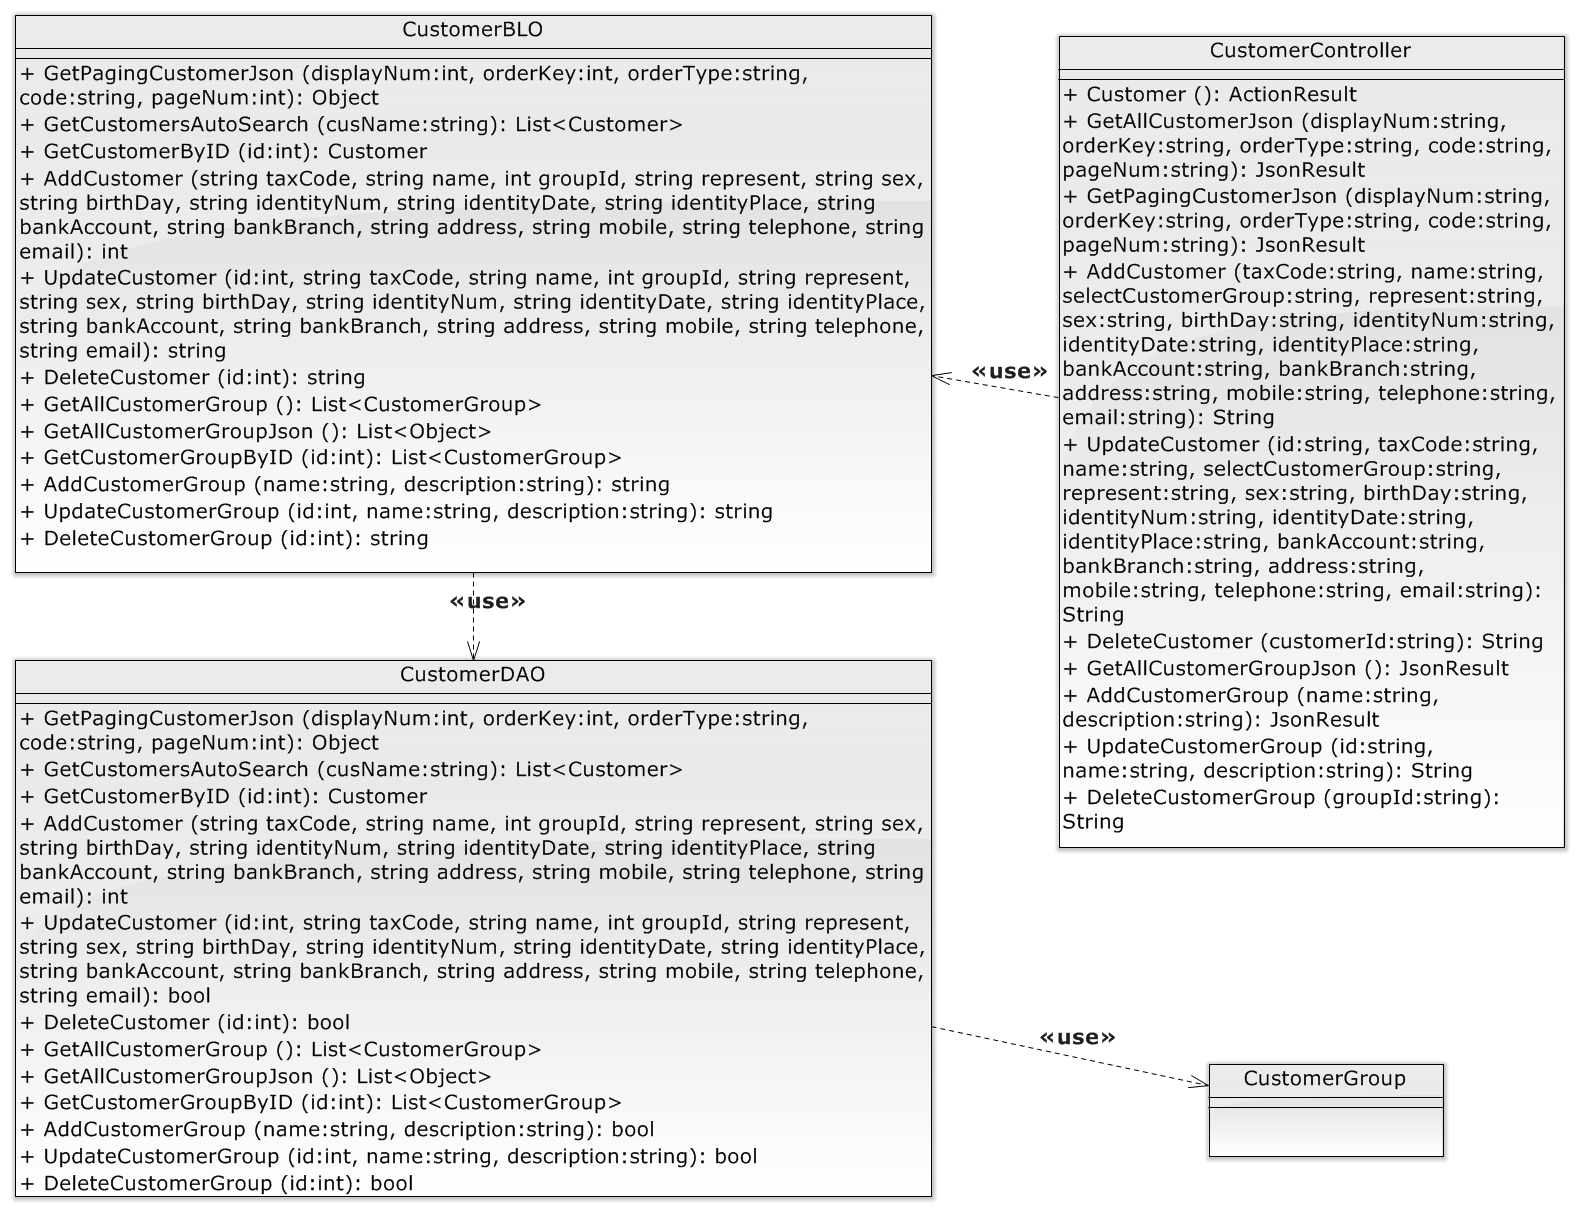 CustomerBLO
+ GetPagingCustomerJson (displayNum:int, orderKey:int, orderType:string,
code:string, pageNum:int): Object
+ GetCustomersAutoSearch (cusName:string): List<Customer>
+ GetCustomerByID (id:int): Customer
+ AddCustomer (string taxCode, string name, int groupId, string represent, string sex,
string birthDay, string identityNum, string identityDate, string identityPlace, string
bankAccount, string bankBranch, string address, string mobile, string telephone, string
email): int
+ UpdateCustomer (id:int, string taxCode, string name, int groupId, string represent,
string sex, string birthDay, string identityNum, string identityDate, string identityPlace,
string bankAccount, string bankBranch, string address, string mobile, string telephone,
string email): string
+ DeleteCustomer (id:int): string
+ GetAllCustomerGroup (): List<CustomerGroup>
+ GetAllCustomerGroupJson (): List<Object>
+ GetCustomerGroupByID (id:int): List<CustomerGroup>
+ AddCustomerGroup (name:string, description:string): string
+ UpdateCustomerGroup (id:int, name:string, description:string): string
+ DeleteCustomerGroup (id:int): string
«use»
CustomerController
+ Customer (): ActionResult
+ GetAllCustomerJson (displayNum:string,
orderKey:string, orderType:string, code:string,
pageNum:string): JsonResult
+ GetPagingCustomerJson (displayNum:string,
orderKey:string, orderType:string, code:string,
pageNum:string): JsonResult
+ AddCustomer (taxCode:string, name:string,
selectCustomerGroup:string, represent:string,
sex:string, birthDay:string, identityNum:string,
identityDate:string, identityPlace:string,
bankAccount:string, bankBranch:string,
address:string, mobile:string, telephone:string,
email:string): String
+ UpdateCustomer (id:string, taxCode:string,
name:string, selectCustomerGroup:string,
represent:string, sex:string, birthDay:string,
identityNum:string, identityDate:string,
identityPlace:string, bankAccount:string,
bankBranch:string, address:string,
mobile:string, telephone:string, email:string):
String
+ DeleteCustomer (customerId:string): String
+ GetAllCustomerGroupJson (): JsonResult
+ AddCustomerGroup (name:string,
description:string): JsonResult
+ UpdateCustomerGroup (id:string,
name:string, description:string): String
+ DeleteCustomerGroup (groupId:string):
String
«use»
CustomerDAO
+ GetPagingCustomerJson (displayNum:int, orderKey:int, orderType:string,
code:string, pageNum:int): Object
+ GetCustomersAutoSearch (cusName:string): List<Customer>
+ GetCustomerByID (id:int): Customer
+ AddCustomer (string taxCode, string name, int groupId, string represent, string sex,
string birthDay, string identityNum, string identityDate, string identityPlace, string
bankAccount, string bankBranch, string address, string mobile, string telephone, string
email): int
+ UpdateCustomer (id:int, string taxCode, string name, int groupId, string represent,
string sex, string birthDay, string identityNum, string identityDate, string identityPlace,
string bankAccount, string bankBranch, string address, string mobile, string telephone,
string email): bool
+ DeleteCustomer (id:int): bool
+ GetAllCustomerGroup (): List<CustomerGroup>
+ GetAllCustomerGroupJson (): List<Object>
+ GetCustomerGroupByID (id:int): List<CustomerGroup>
+ AddCustomerGroup (name:string, description:string): bool
+ UpdateCustomerGroup (id:int, name:string, description:string): bool
+ DeleteCustomerGroup (id:int): bool
«use»
CustomerGroup